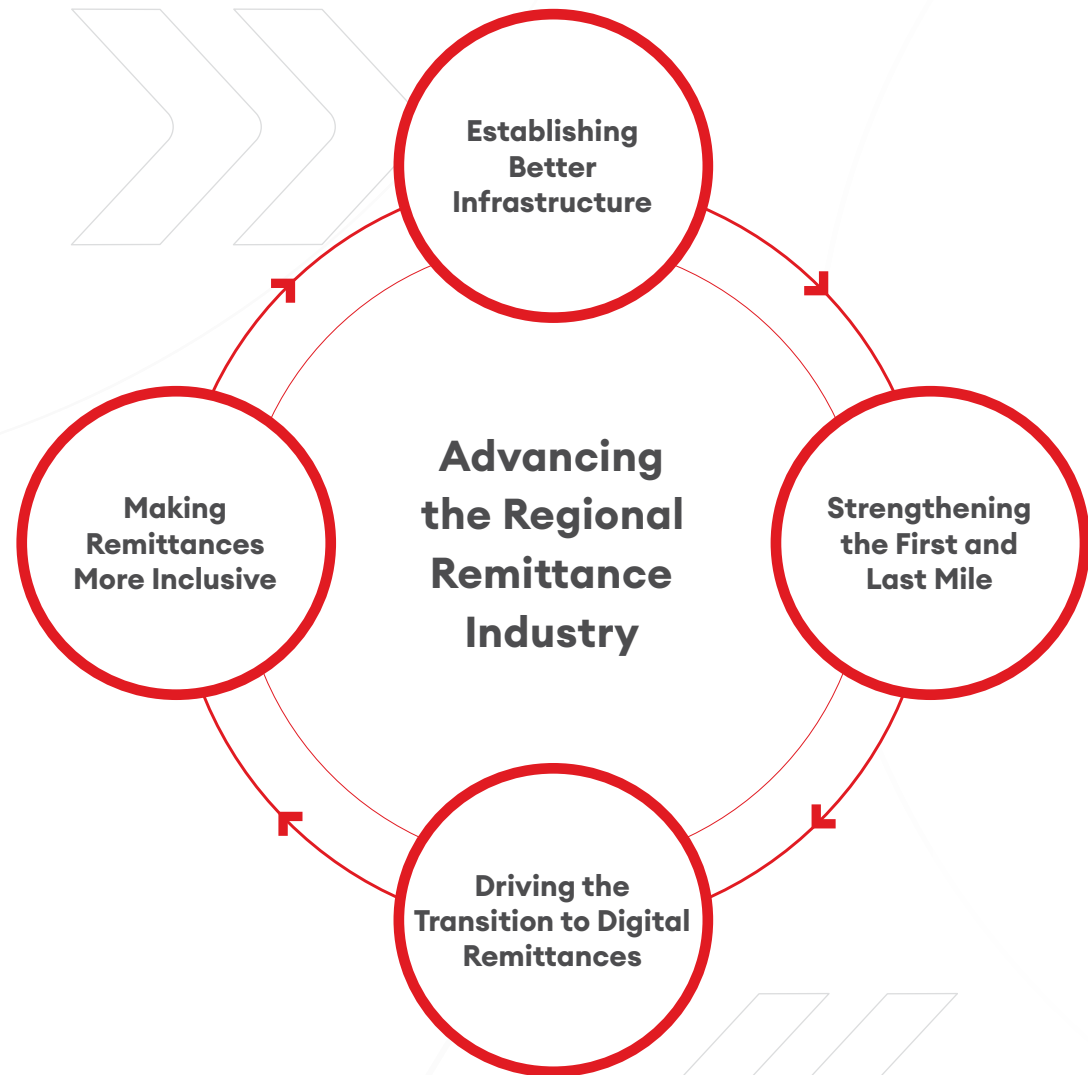 Establishing
Better
Infrastructure
Making
Remittances
More Inclusive
Advancing
the Regional
Remittance
Industry
Strengthening
the First and
Last Mile
Driving the
Transition to Digital
Remittances